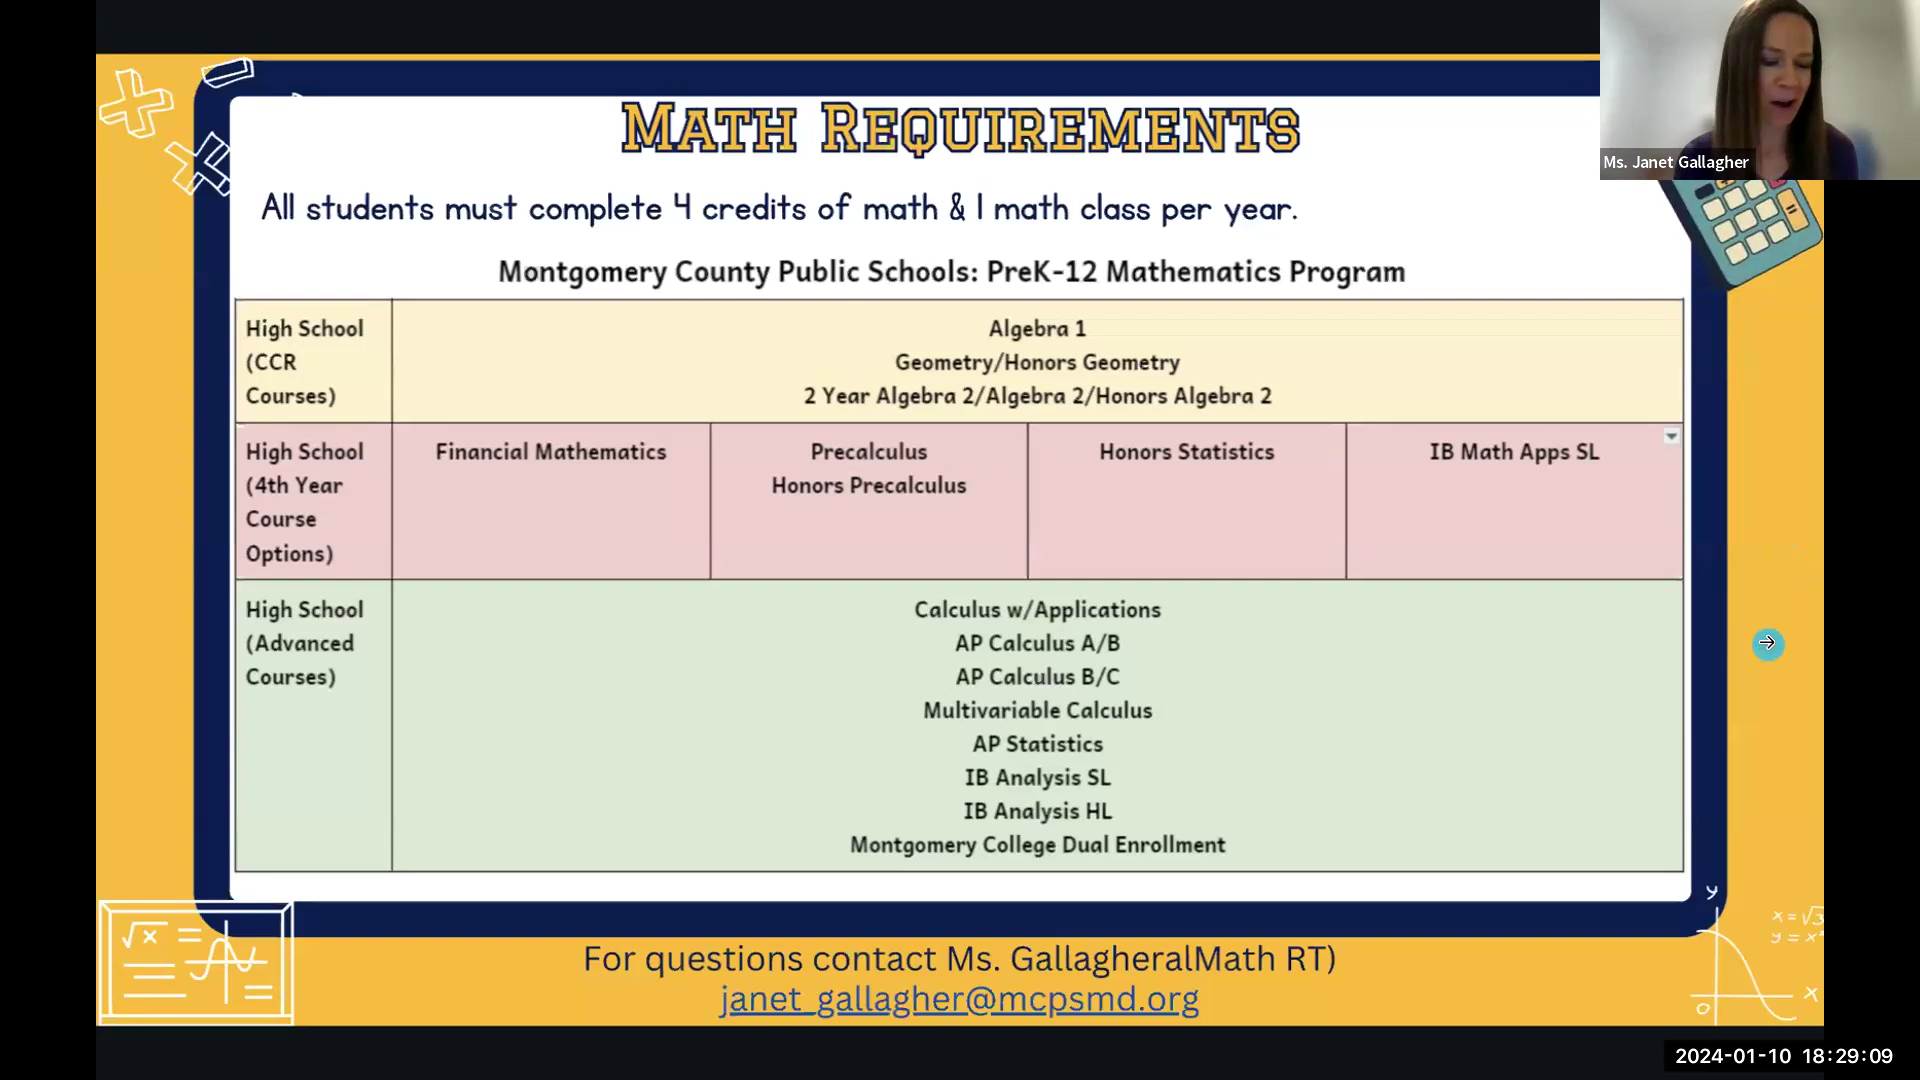 Ms. Janet Gallagher
MATH REQUIREMENTS
All students must complete 4 credits of math & 1 math class per year.
Montgomery County Public Schools: PreK-12 Mathematics Program
High School
(CCR
Courses)
Algebra 1
Geometry/Honors Geometry
2 Year Algebra 2/Algebra 2/Honors Algebra 2
High School
(4th Year
Course
Options)
Financial Mathematics
Precalculus
Honors Precalculus
Honors Statistics
IB Math Apps SL
High School
(Advanced
Courses)
Calculus w/Applications
AP Calculus A/B
AP Calculus B/C
Multivariable Calculus
AP Statistics
IB Analysis SL
IB Analysis HL
Montgomery College Dual Enrollment
For questions contact Ms. GallagheralMath RT)
janet_gallagher@mcpsmd.org
√x =
y
x = √3
y = x
x
0
2024-01-10 18:29:09